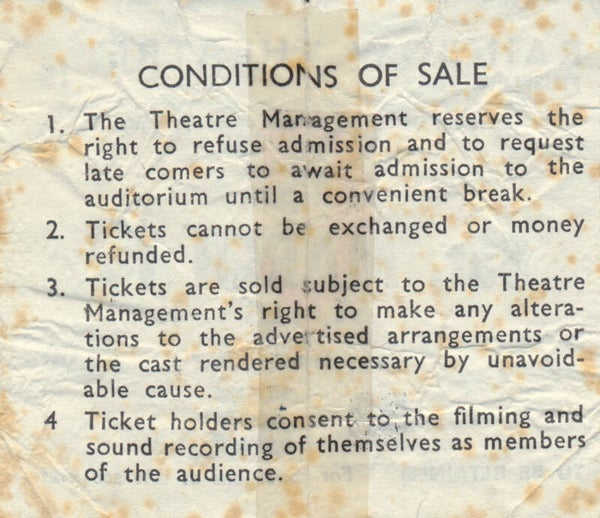 CONDITIONS OF SALE
1. The Theatre Management reserves the
right to refuse admission and to request
late comers to await admission to the
auditorium until a convenient break.
2. Tickets cannot be exchanged or money
refunded.
3. Tickets are sold subject to the Theatre
Management's right to make any altera-
tions to the advertised arrangements or
the cast rendered necessary by unavoid-
able cause.
4 Ticket holders consent to the filming and
sound recording of themselves as members
of the audience.